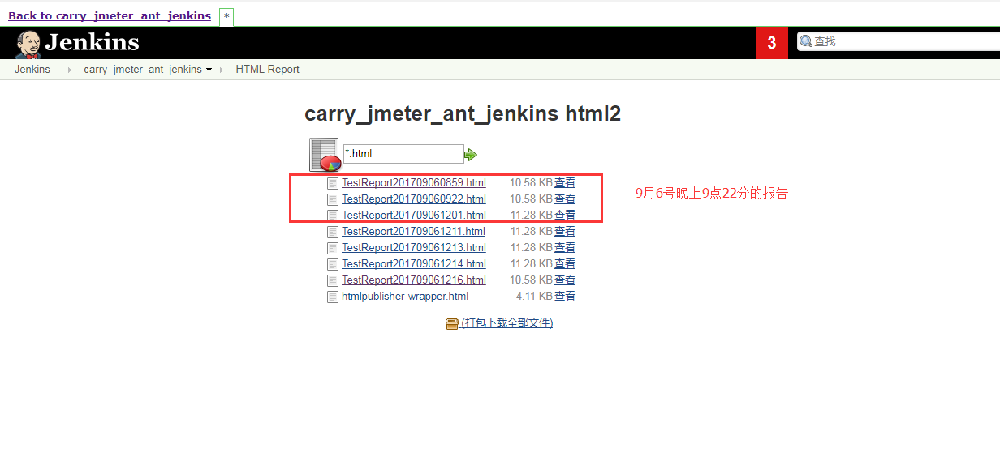 Back to carry_jmeter_ant_jenkins *
Jenkins 3 查找
Jenkins carry_jmeter_ant_jenkins HTML Report
carry_jmeter_ant_jenkins html2
*.html
TestReport201709060859.html 10.58 KB 查看
TestReport201709060922.html 10.58 KB 查看
9月6号晚上9点22分的报告
TestReport201709061201.html 11.28 KB 查看
TestReport201709061211.html 11.28 KB 查看
TestReport201709061213.html 11.28 KB 查看
TestReport201709061214.html 11.28 KB 查看
TestReport201709061216.html 10.58 KB 查看
htmlpublisher-wrapper.html 4.11 KB 查看
(打包下载全部文件)